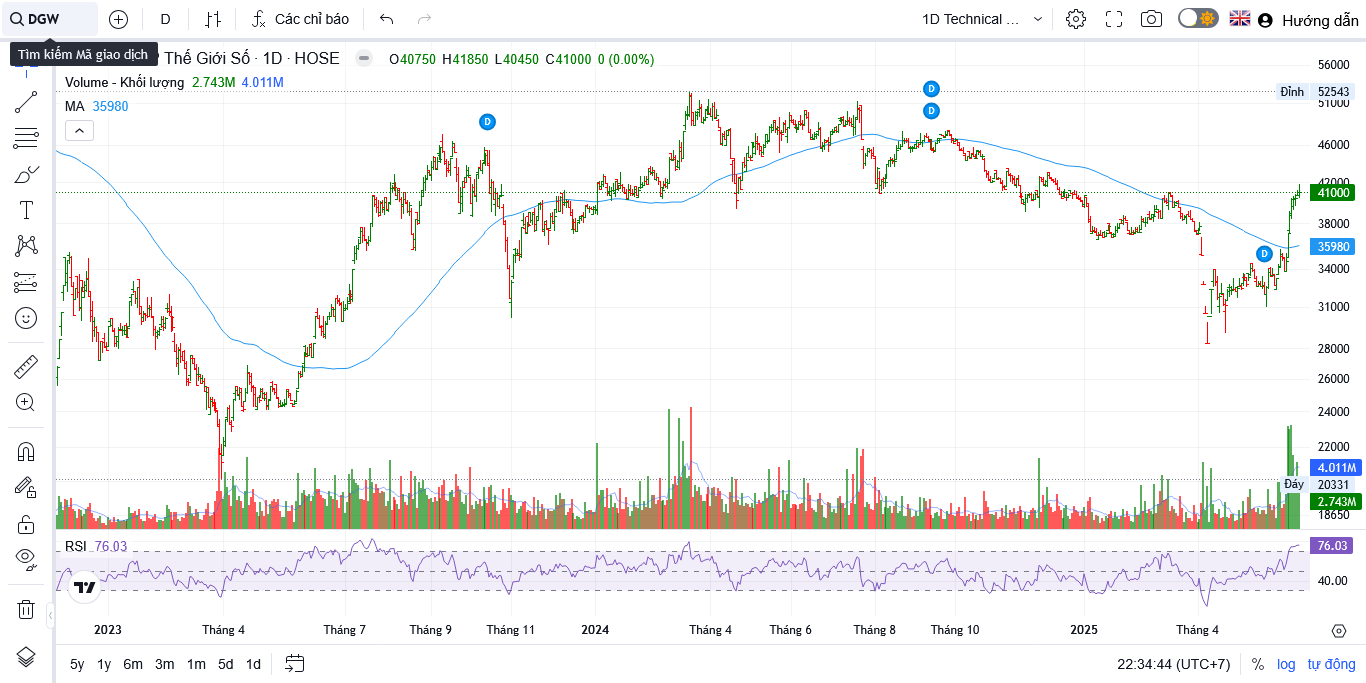 DGW
D
Các chỉ báo
1D Technical ...
Hướng dẫn
Tìm kiếm Mã giao dịch
Thế Giới Số · 1D · HOSE
O40750 H41850 L40450 C41000 0 (0.00%)
Volume - Khối lượng 2.743M 4.011M
MA 35980
D
D
D
D
56000
Đỉnh 52543
51000
46000
42000
41000
38000
35980
34000
31000
28000
26000
24000
22000
4.011M
Đáy 20331
2.743M
18650
RSI 76.03
76.03
40.00
2023
Tháng 4
Tháng 7
Tháng 9
Tháng 11
2024
Tháng 4
Tháng 6
Tháng 8
Tháng 10
2025
Tháng 4
5y 1y 6m 3m 1m 5d 1d
22:34:44 (UTC+7) % log tự động